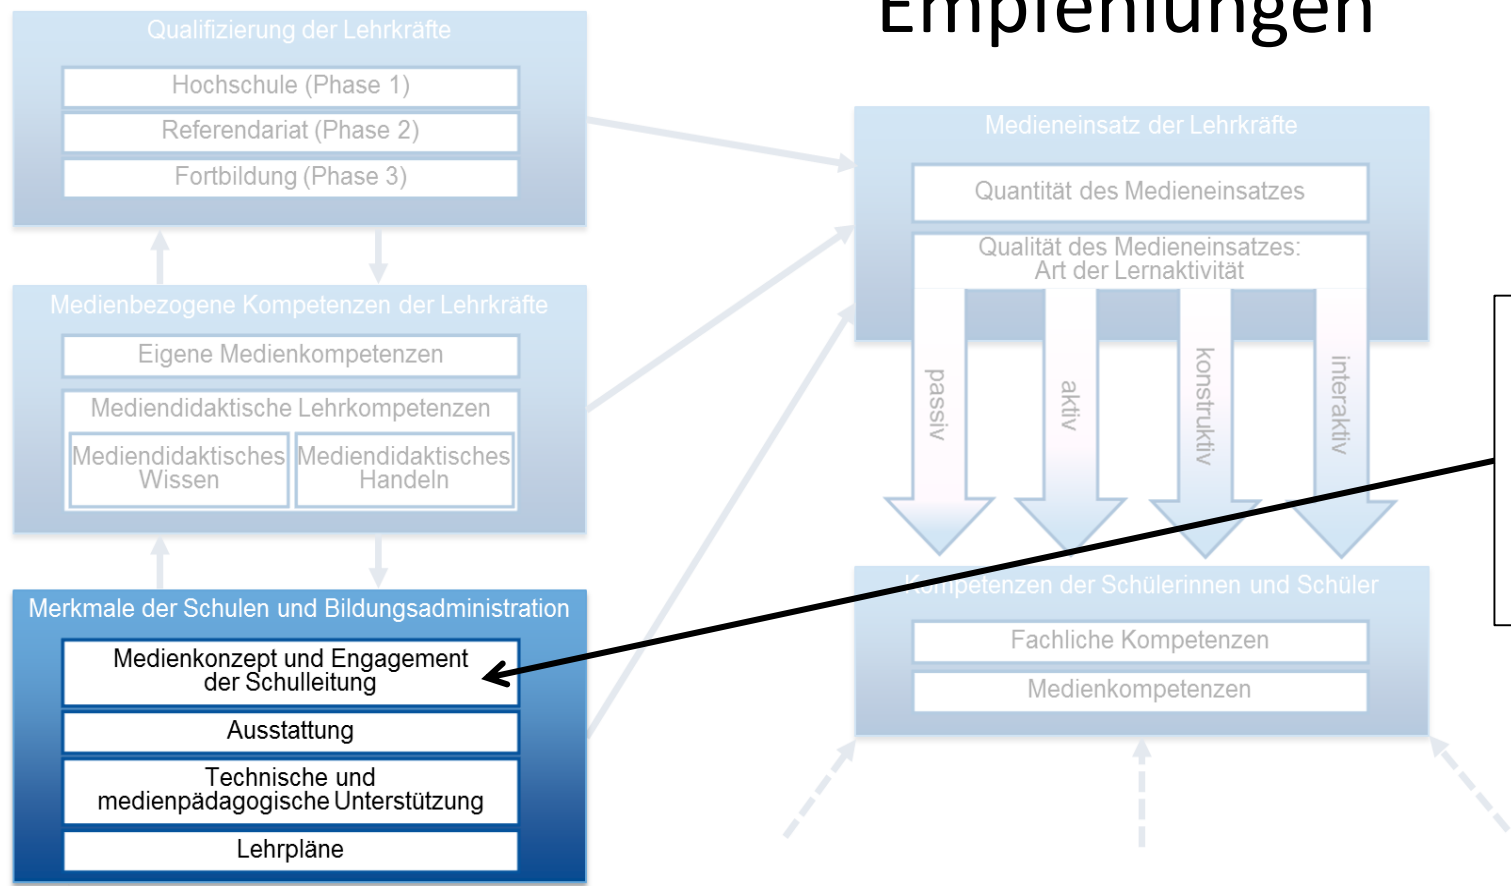 Empfehlungen
Qualifizierung der Lehrkräfte
Hochschule (Phase 1)
Referendariat (Phase 2)
Fortbildung (Phase 3)
Medienbezogene Kompetenzen der Lehrkräfte
Eigene Medienkompetenzen
Mediendidaktische Lehrkompetenzen
Mediendidaktisches
Wissen
Mediendidaktisches
Handeln
Merkmale der Schulen und Bildungsadministration
Medienkonzept und Engagement
der Schulleitung
Ausstattung
Technische und
medienpädagogische Unterstützung
Lehrpläne
Medieneinsatz der Lehrkräfte
Quantität des Medieneinsatzes
Qualität des Medieneinsatzes:
Art der Lernaktivität
passiv
aktiv
konstruktiv
interaktiv
Kompetenzen der Schülerinnen und Schüler
Fachliche Kompetenzen
Medienkompetenzen